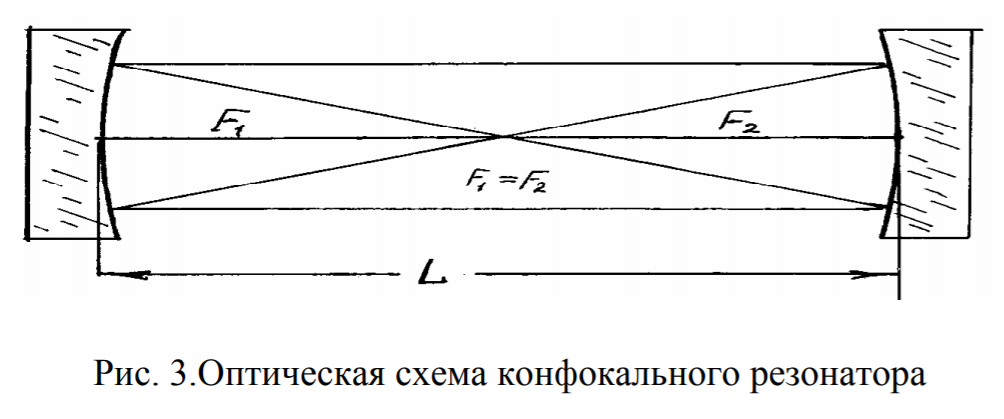 F₁
F₂
F₁ = F₂
L
Рис. 3.Оптическая схема конфокального резонатора